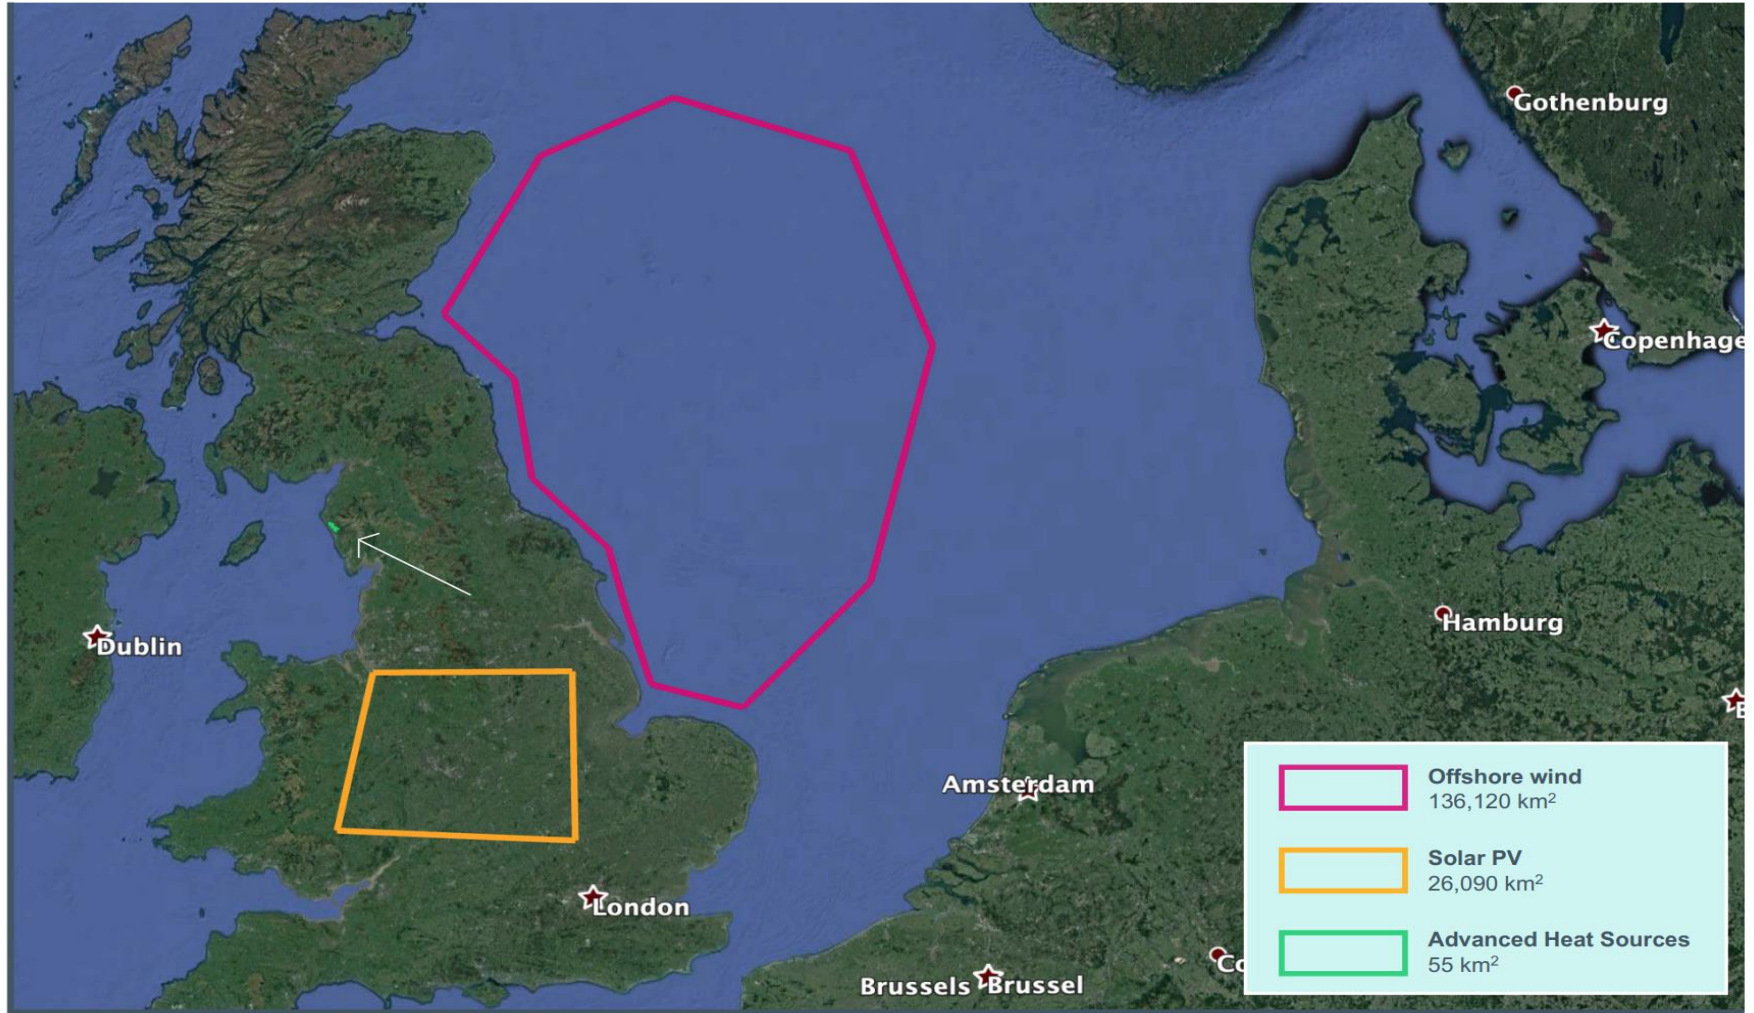 Gothenburg
Copenhage
Dublin
Hamburg
Amsterdam
London
Brussels
Brussel
Co
Offshore wind
136,120 km²
Solar PV
26,090 km²
Advanced Heat Sources
55 km²